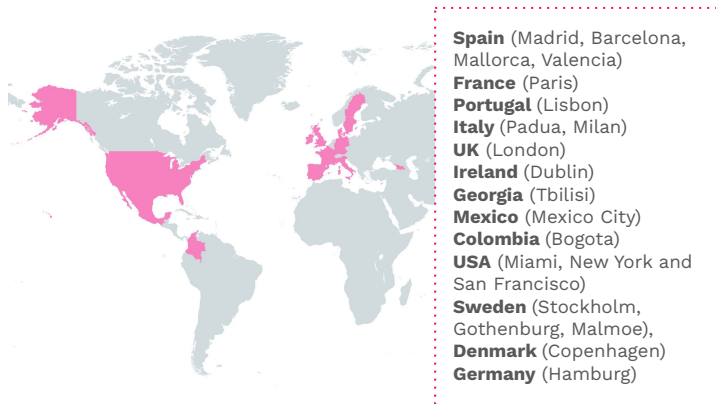 Spain (Madrid, Barcelona,
Mallorca, Valencia)
France (Paris)
Portugal (Lisbon)
Italy (Padua, Milan)
UK (London)
Ireland (Dublin)
Georgia (Tbilisi)
Mexico (Mexico City)
Colombia (Bogota)
USA (Miami, New York and
San Francisco)
Sweden (Stockholm,
Gothenburg, Malmoe),
Denmark (Copenhagen)
Germany (Hamburg)